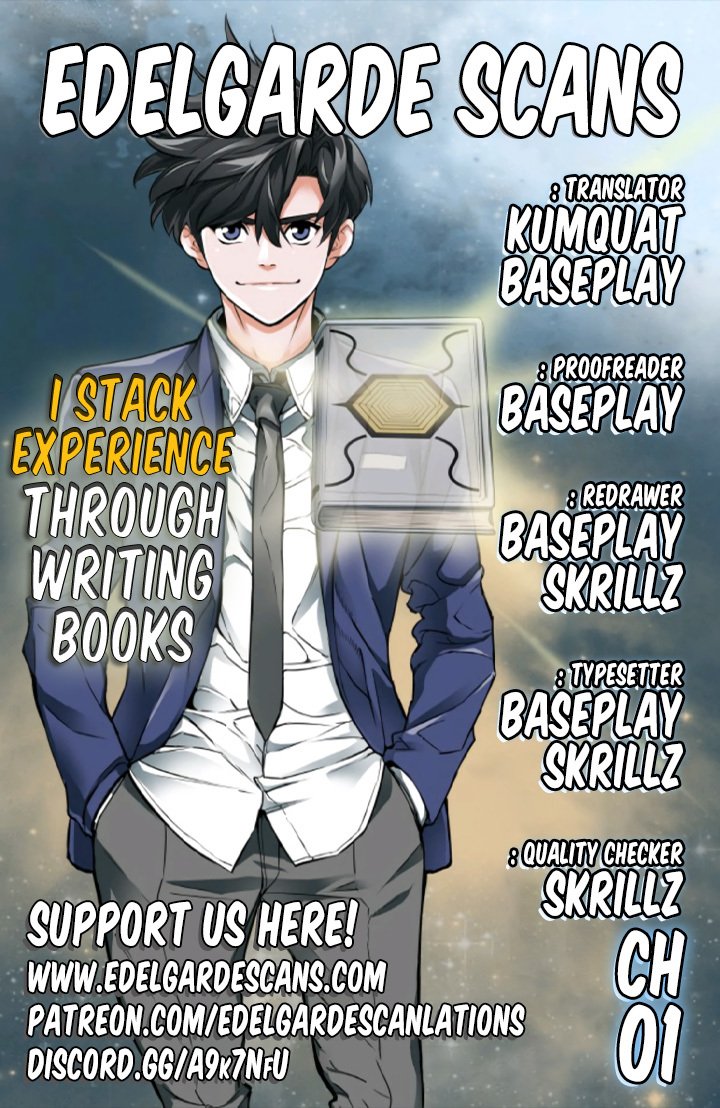 EDELGARDE SCANS
: TRANSLATOR
KUMQUAT
BASEPLAY
: PROOFREADER
BASEPLAY
: REDRAWER
BASEPLAY
SKRILLZ
: TYPESETTER
BASEPLAY
SKRILLZ
: QUALITY CHECKER
SKRILLZ
CH
01
I STACK
EXPERIENCE
THROUGH
WRITING
BOOKS
SUPPORT US HERE!
WWW.EDELGARDESCANS.COM
PATREON.COM/EDELGARDESCANLATIONS
DISCORD.GG/A9K7NFU